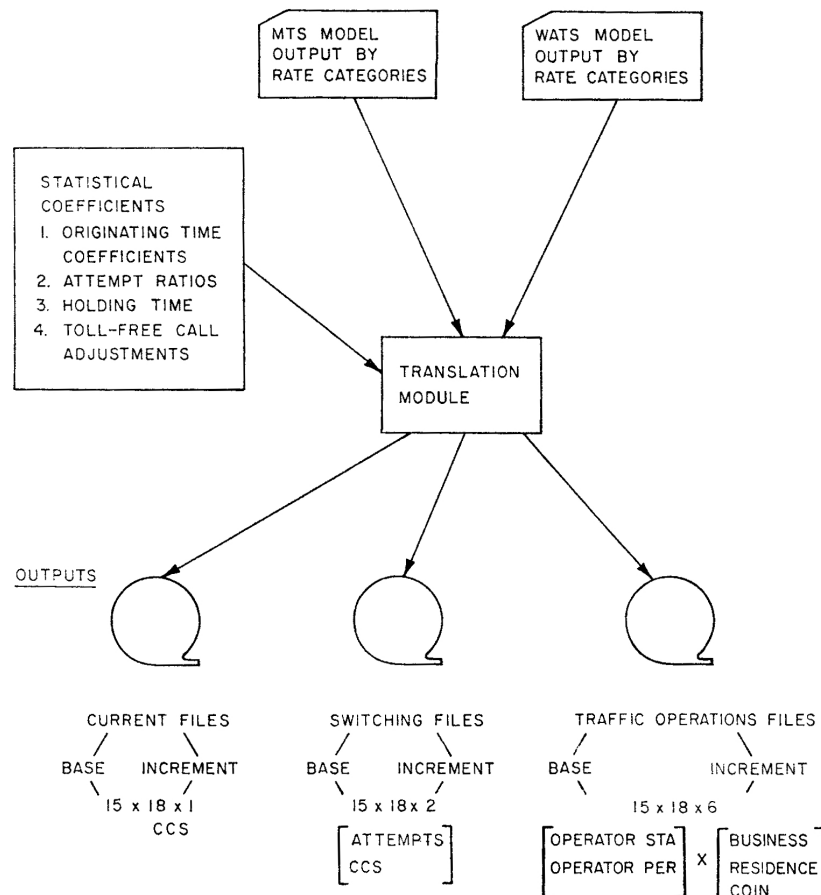 MTS MODEL
OUTPUT BY
RATE CATEGORIES
WATS MODEL
OUTPUT BY
RATE CATEGORIES
STATISTICAL
COEFFICIENTS
1. ORIGINATING TIME
COEFFICIENTS
2. ATTEMPT RATIOS
3. HOLDING TIME
4. TOLL-FREE CALL
ADJUSTMENTS
TRANSLATION
MODULE
OUTPUTS
CURRENT FILES
BASE INCREMENT
15 x 18 x 1
CCS
SWITCHING FILES
BASE INCREMENT
15 x 18 x 2
ATTEMPTS
CCS
TRAFFIC OPERATIONS FILES
BASE INCREMENT
15 x 18 x 6
OPERATOR STA
OPERATOR PER
X
BUSINESS
RESIDENCE
COIN